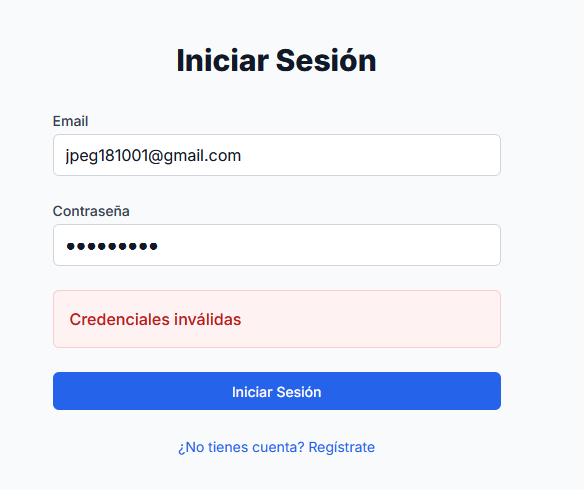 Iniciar Sesión
Email
jpeg181001@gmail.com
Contraseña
●●●●●●●●●
Credenciales inválidas
Iniciar Sesión
¿No tienes cuenta? Regístrate